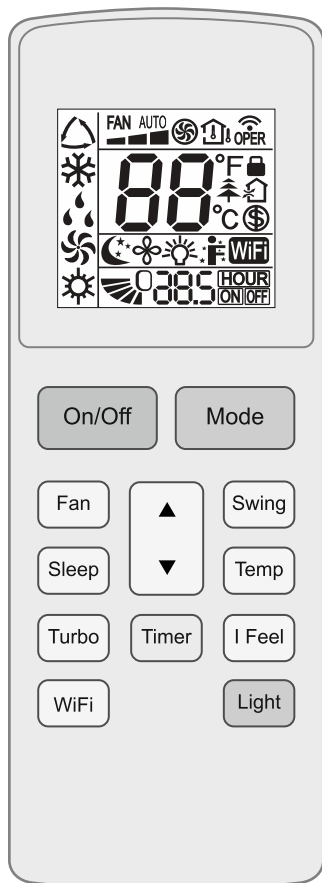 FAN AUTO
OPER
88°F
°C $
WiFi
38.5 HOUR
ON OFF
On/Off Mode
Fan Swing
▲
▼
Sleep Temp
Turbo Timer I Feel
WiFi Light